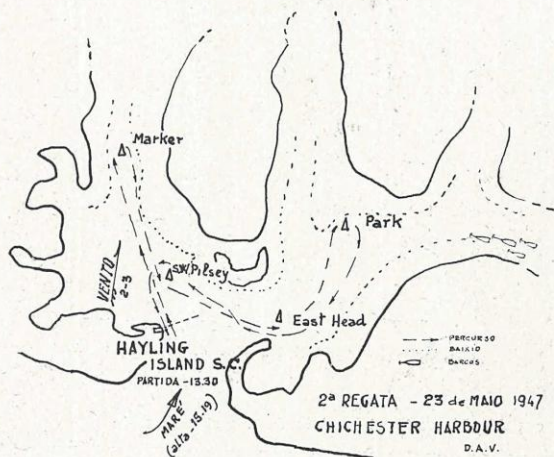 Marker
Park
S.W. Pilsey
VENTO
2-3
East Head
HAYLING
ISLAND S.C.
PARTIDA - 13.30
MARÉ
(alta - 15.19)
PERCURSO
BAIXIO
BARCOS
2ª REGATA - 23 de MAIO 1947
CHICHESTER HARBOUR
D.A.V.